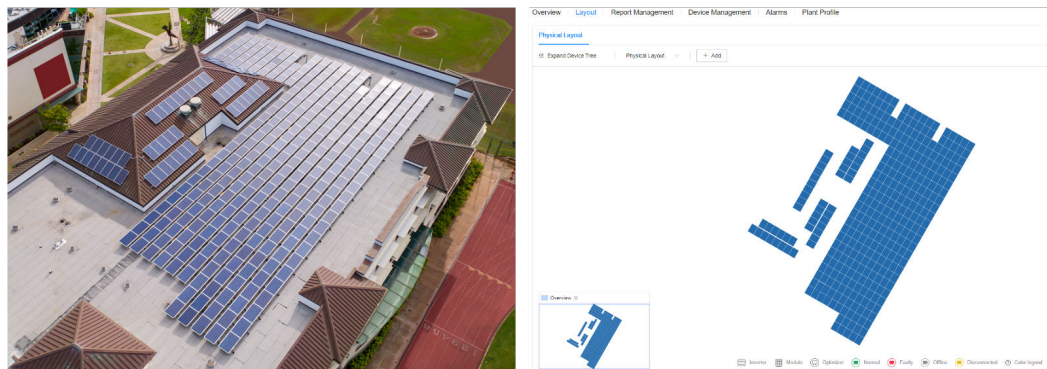 Overview Layout Report Management Device Management Alarms Plant Profile
Physical Layout
Expand Device Tree Physical Layout + Add
Overview
Inverter Module Optimizer Normal Faulty Offline Disconnected Color legend